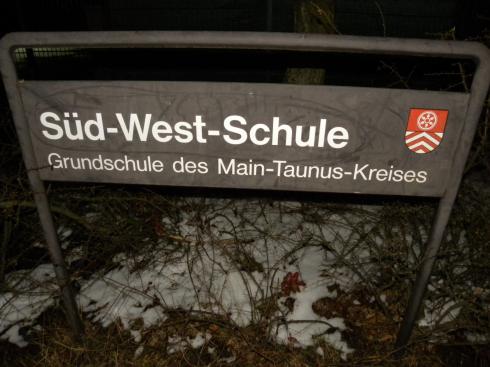 Süd-West-Schule
Grundschule des Main-Taunus-Kreises